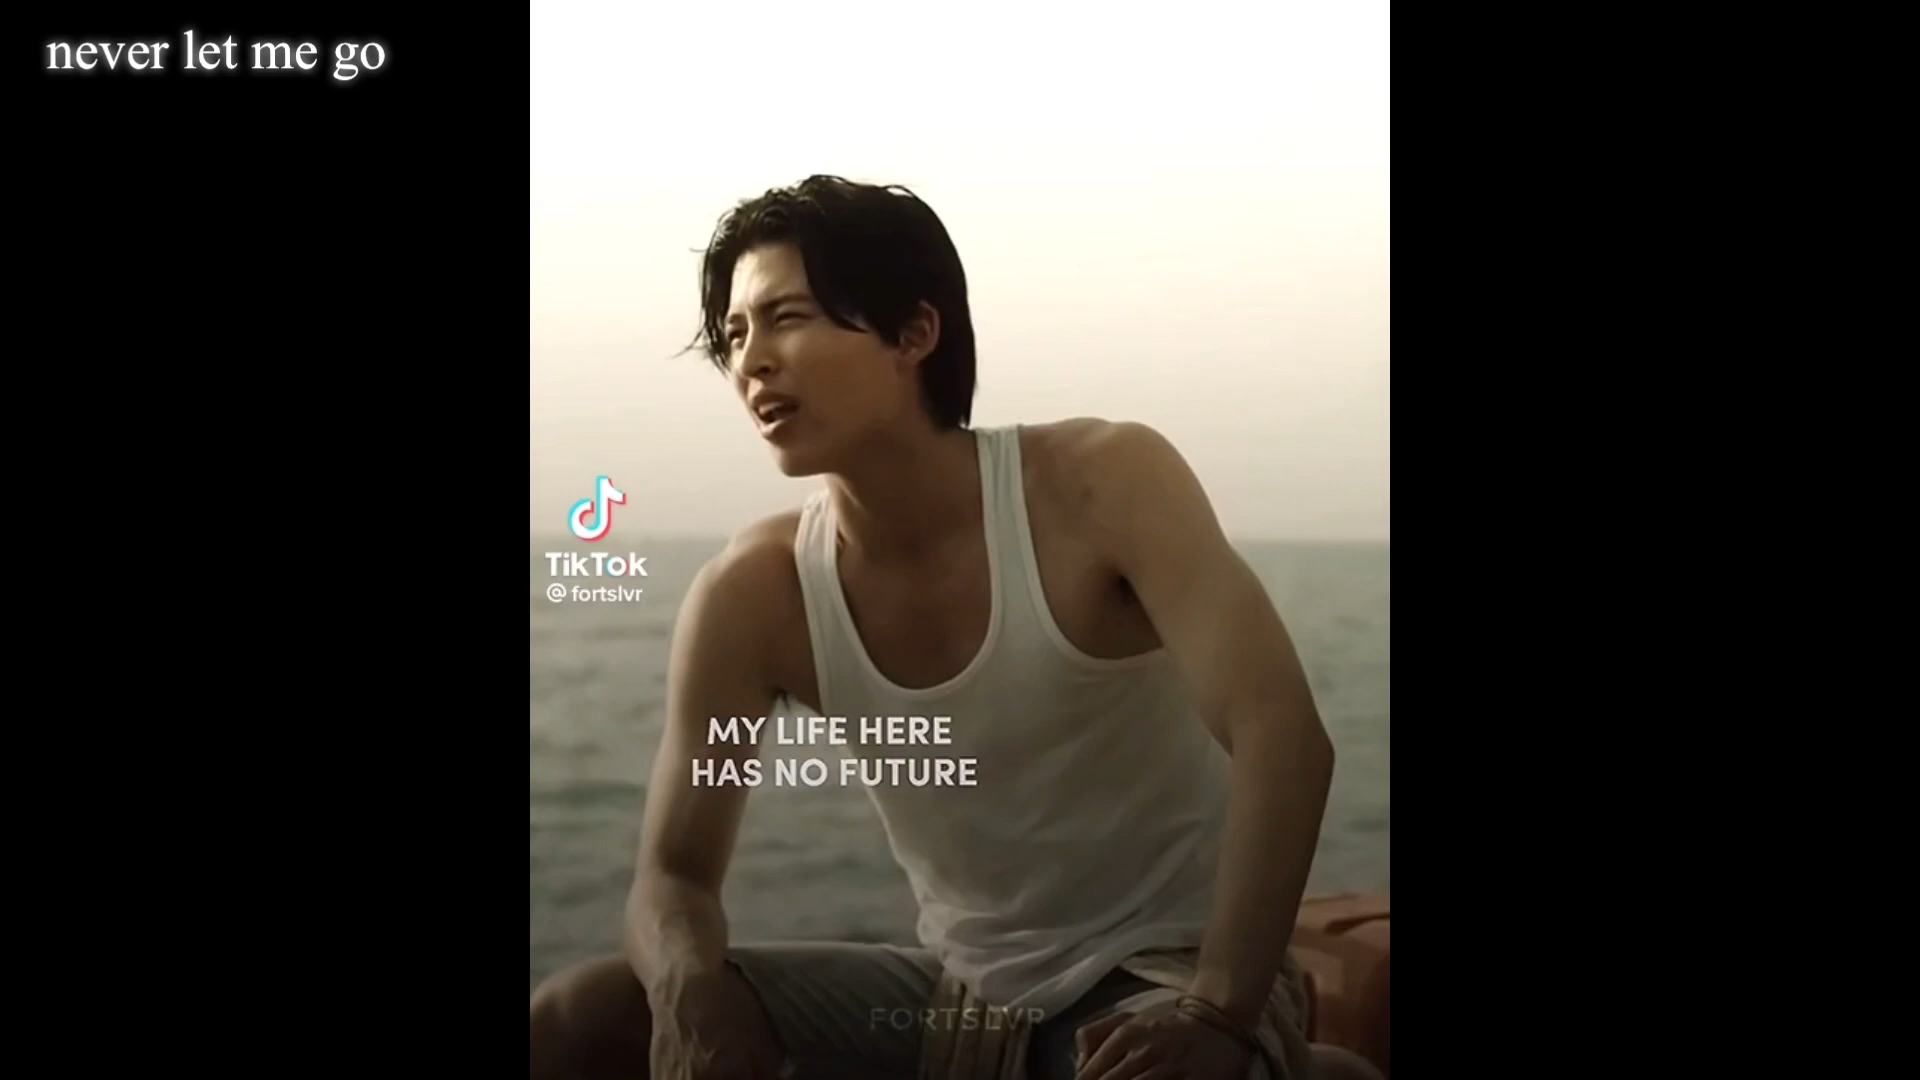 never let me go
TikTok
@fortslvr
MY LIFE HERE
HAS NO FUTURE
FORTSLVR